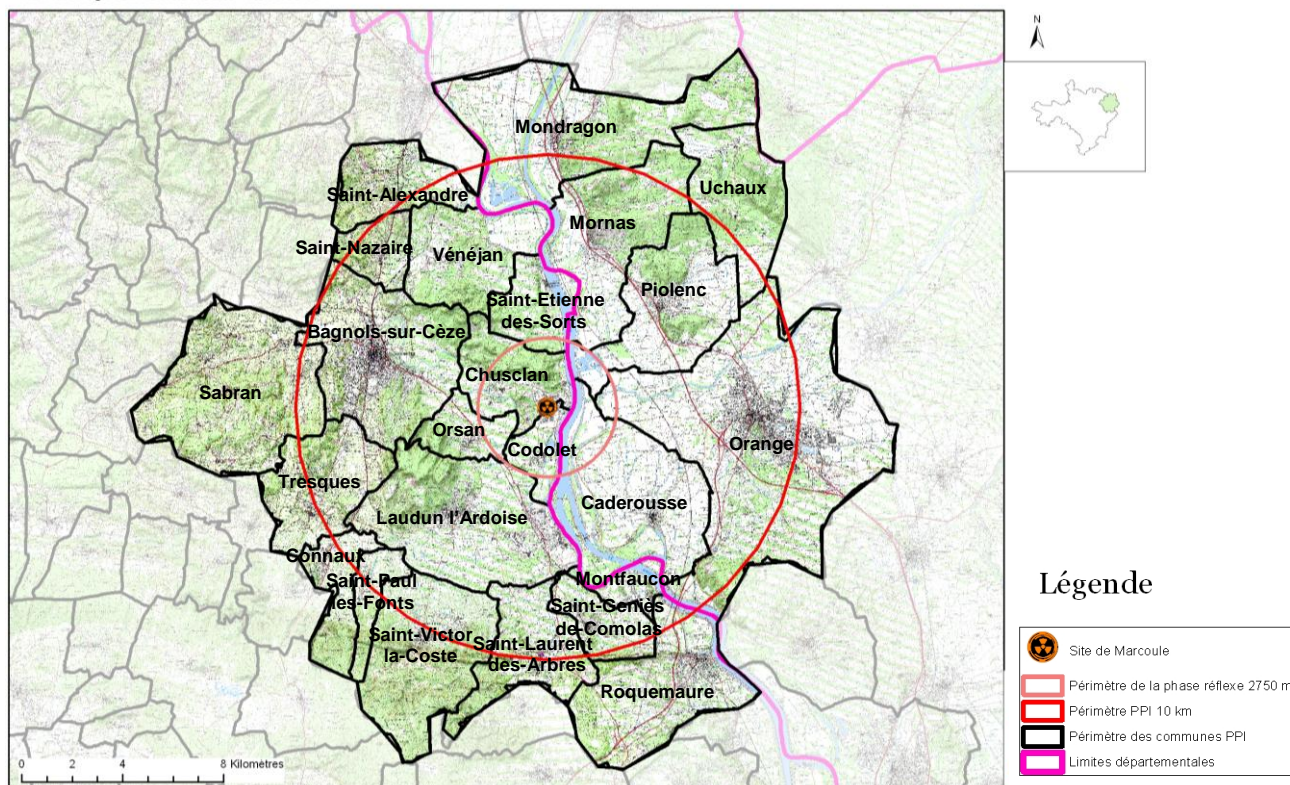 N
Mondragon
Uchaux
Saint-Alexandre
Mornas
Saint-Nazaire
Vénéjan
Piolenc
Saint-Etienne
des-Sorts
Bagnols-sur-Cèze
Chusclan
Sabran
Orsan
Orange
Codolet
Tresques
Caderousse
Laudun l'Ardoise
Connaux
Montfaucon
Saint-Paul
les-Fonts
Saint-Geniès
de-Comolas
Saint-Victor
la-Coste
Saint-Laurent
des-Arbres
Roquemaure
0 2 4 8 Kilomètres
Légende
Site de Marcoule
Périmètre de la phase réflexe 2750 m
Périmètre PPI 10 km
Périmètre des communes PPI
Limites départementales